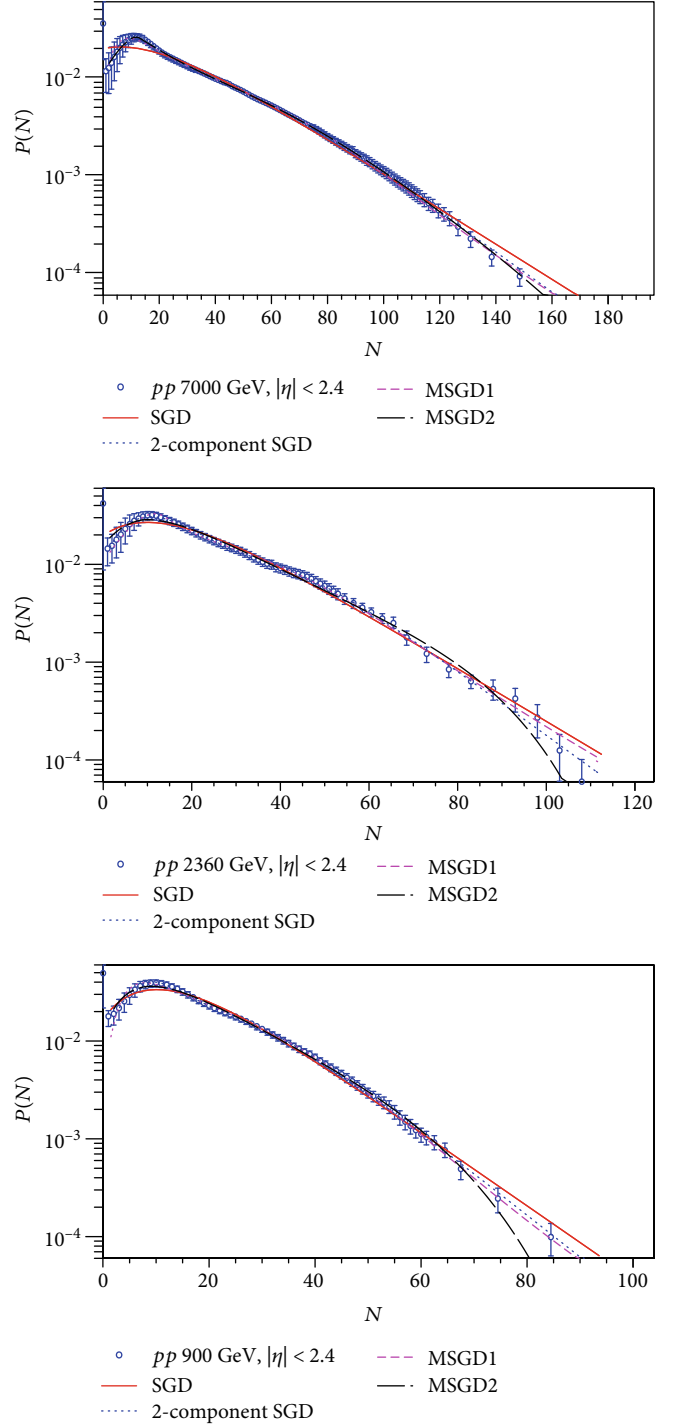 10⁻²
10⁻³
10⁻⁴
P(N)
0 20 40 60 80 100 120 140 160 180
N
pp 7000 GeV, |η| < 2.4
MSGD1
SGD
MSGD2
2-component SGD
10⁻²
10⁻³
10⁻⁴
P(N)
0 20 40 60 80 100 120
N
pp 2360 GeV, |η| < 2.4
MSGD1
SGD
MSGD2
2-component SGD
10⁻²
10⁻³
10⁻⁴
P(N)
0 20 40 60 80 100
N
pp 900 GeV, |η| < 2.4
MSGD1
SGD
MSGD2
2-component SGD